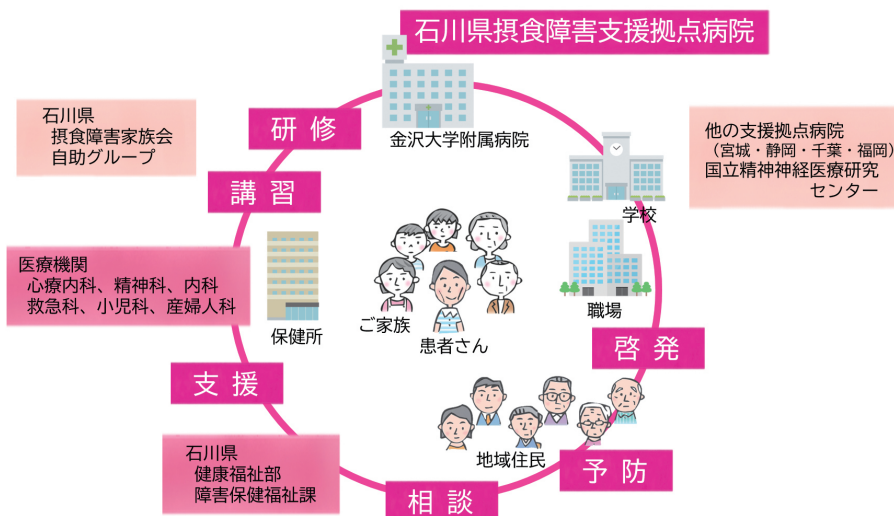 石川県摂食障害支援拠点病院
金沢大学附属病院
研修
講習
石川県
摂食障害家族会
自助グループ
他の支援拠点病院
（宮城・静岡・千葉・福岡）
国立精神神経医療研究
センター
学校
医療機関
心療内科、精神科、内科
救急科、小児科、産婦人科
保健所
ご家族
患者さん
職場
啓発
支援
地域住民
予防
石川県
健康福祉部
障害保健福祉課
相談